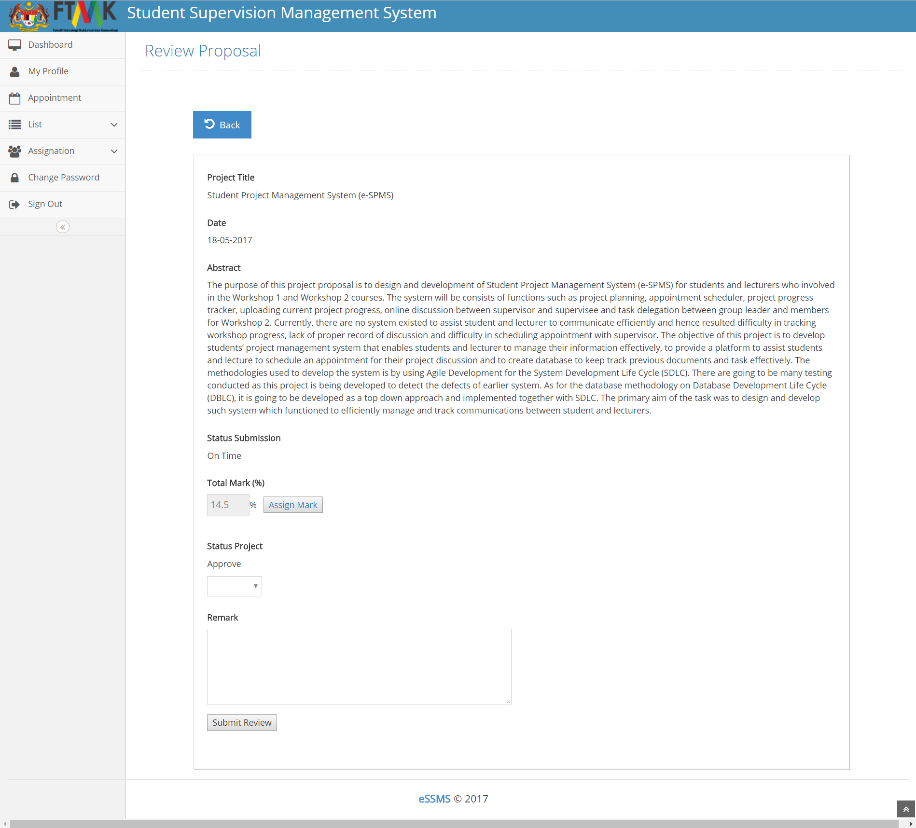 FTMK
Student Supervision Management System
Dashboard
My Profile
Appointment
List
Assignation
Change Password
Sign Out
Review Proposal
Back
Project Title
Student Project Management System (e-SPMS)
Date
18-05-2017
Abstract
The purpose of this project proposal is to design and development of Student Project Management System (e-SPMS) for students and lecturers who involved
in the Workshop 1 and Workshop 2 courses. The system will be consists of functions such as project planning, appointment scheduler, project progress
tracker, uploading current project progress, online discussion between supervisor and supervisee and task delegation between group leader and members
for Workshop 2. Currently, there are no system existed to assist student and lecturer to communicate efficiently and hence resulted difficulty in tracking
workshop progress, lack of proper record of discussion and difficulty in scheduling appointment with supervisor. The objective of this project is to develop
students' project management system that enables students and lecturer to manage their information effectively, to provide a platform to assist students
and lecture to schedule an appointment for their project discussion and to create database to keep track previous documents and task effectively. The
methodologies used to develop the system is by using Agile Development for the System Development Life Cycle (SDLC). There are going to be many testing
conducted as this project is being developed to detect the defects of earlier system. As for the database methodology on Database Development Life Cycle
(DBLC), it is going to be developed as a top down approach and implemented together with SDLC. The primary aim of the task was to design and develop
such system which functioned to efficiently manage and track communications between student and lecturers.
Status Submission
On Time
Total Mark (%)
14.5 % Assign Mark
Status Project
Approve
Remark
Submit Review
eSSMS © 2017